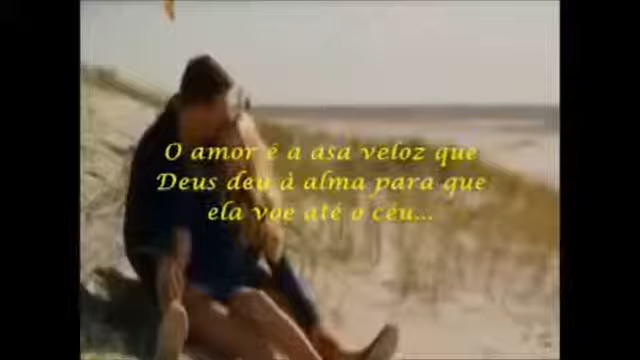 O amor é a asa veloz que
Deus deu à alma para que
ela voe até o céu...